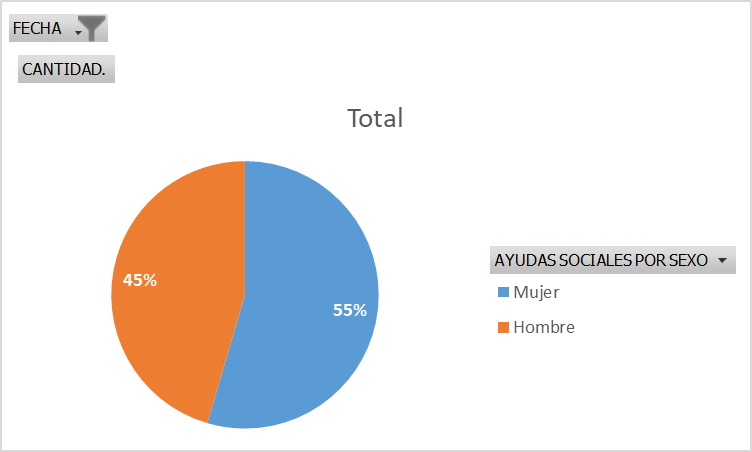 FECHA
CANTIDAD.
Total
45%
55%
AYUDAS SOCIALES POR SEXO
Mujer
Hombre